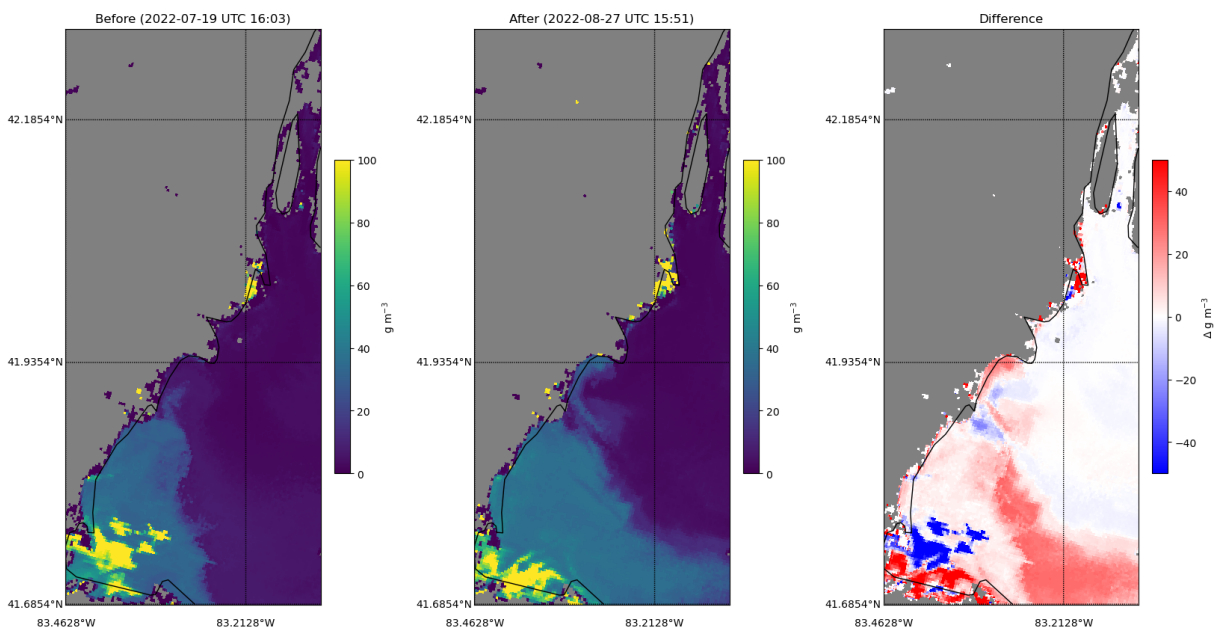 Before (2022-07-19 UTC 16:03)
42.1854°N
41.9354°N
41.6854°N
83.4628°W
83.2128°W
100
80
60
40
20
0
g m⁻³
After (2022-08-27 UTC 15:51)
42.1854°N
41.9354°N
41.6854°N
83.4628°W
83.2128°W
100
80
60
40
20
0
g m⁻³
Difference
42.1854°N
41.9354°N
41.6854°N
83.4628°W
83.2128°W
40
20
0
−20
−40
Δ g m⁻³